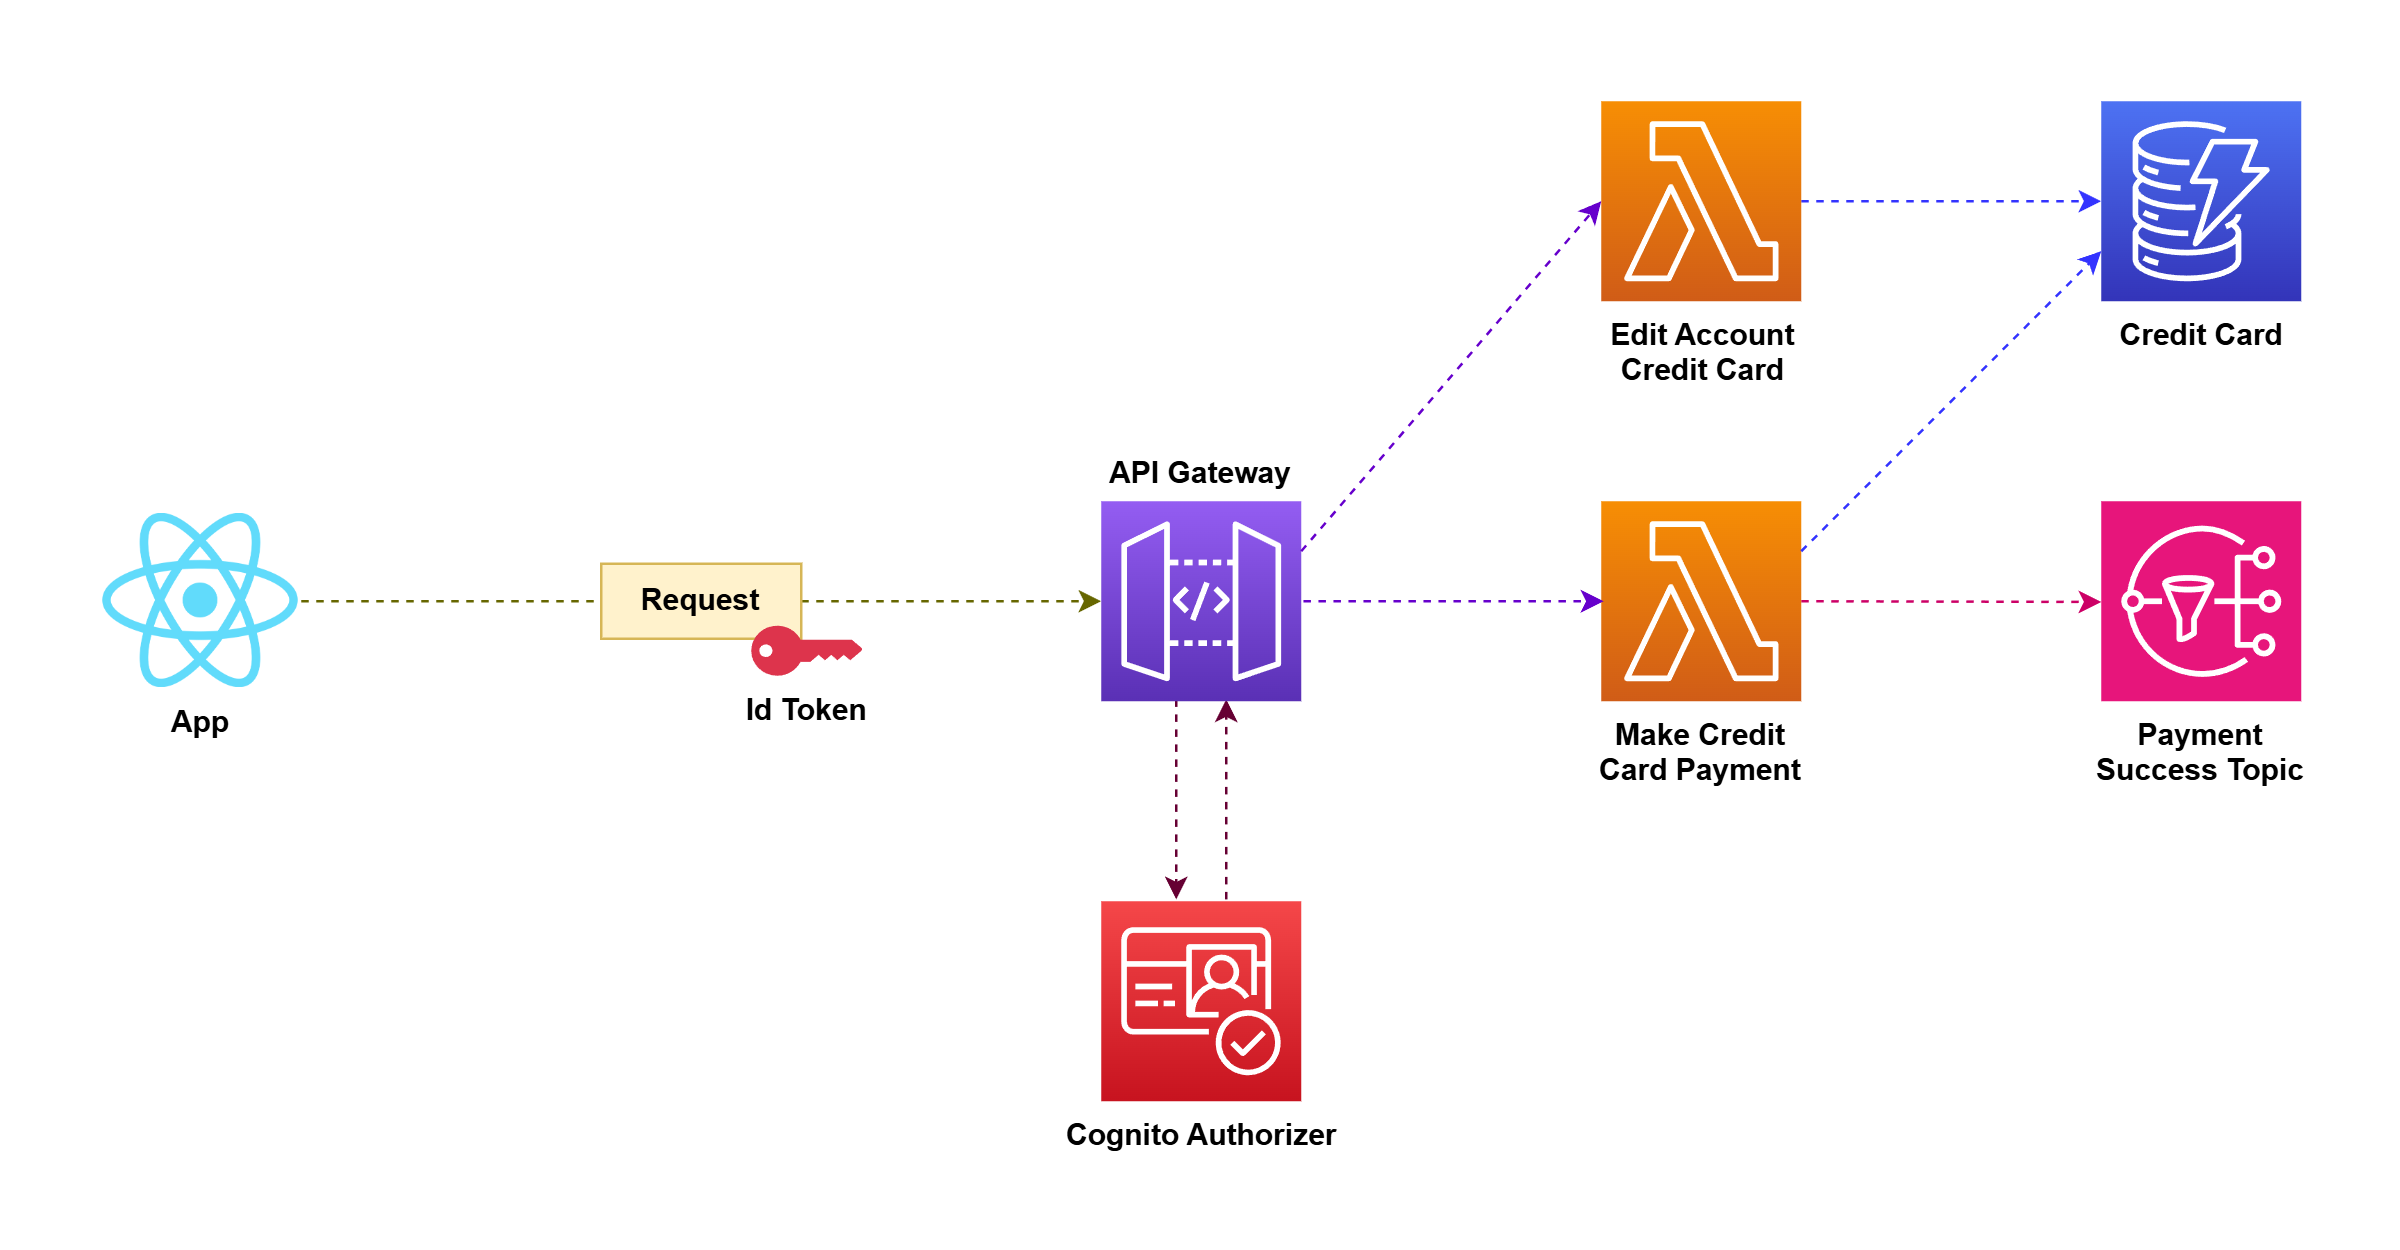 Edit Account
Credit Card
Credit Card
API Gateway
</>
Request
Id Token
App
Make Credit
Card Payment
Payment
Success Topic
Cognito Authorizer